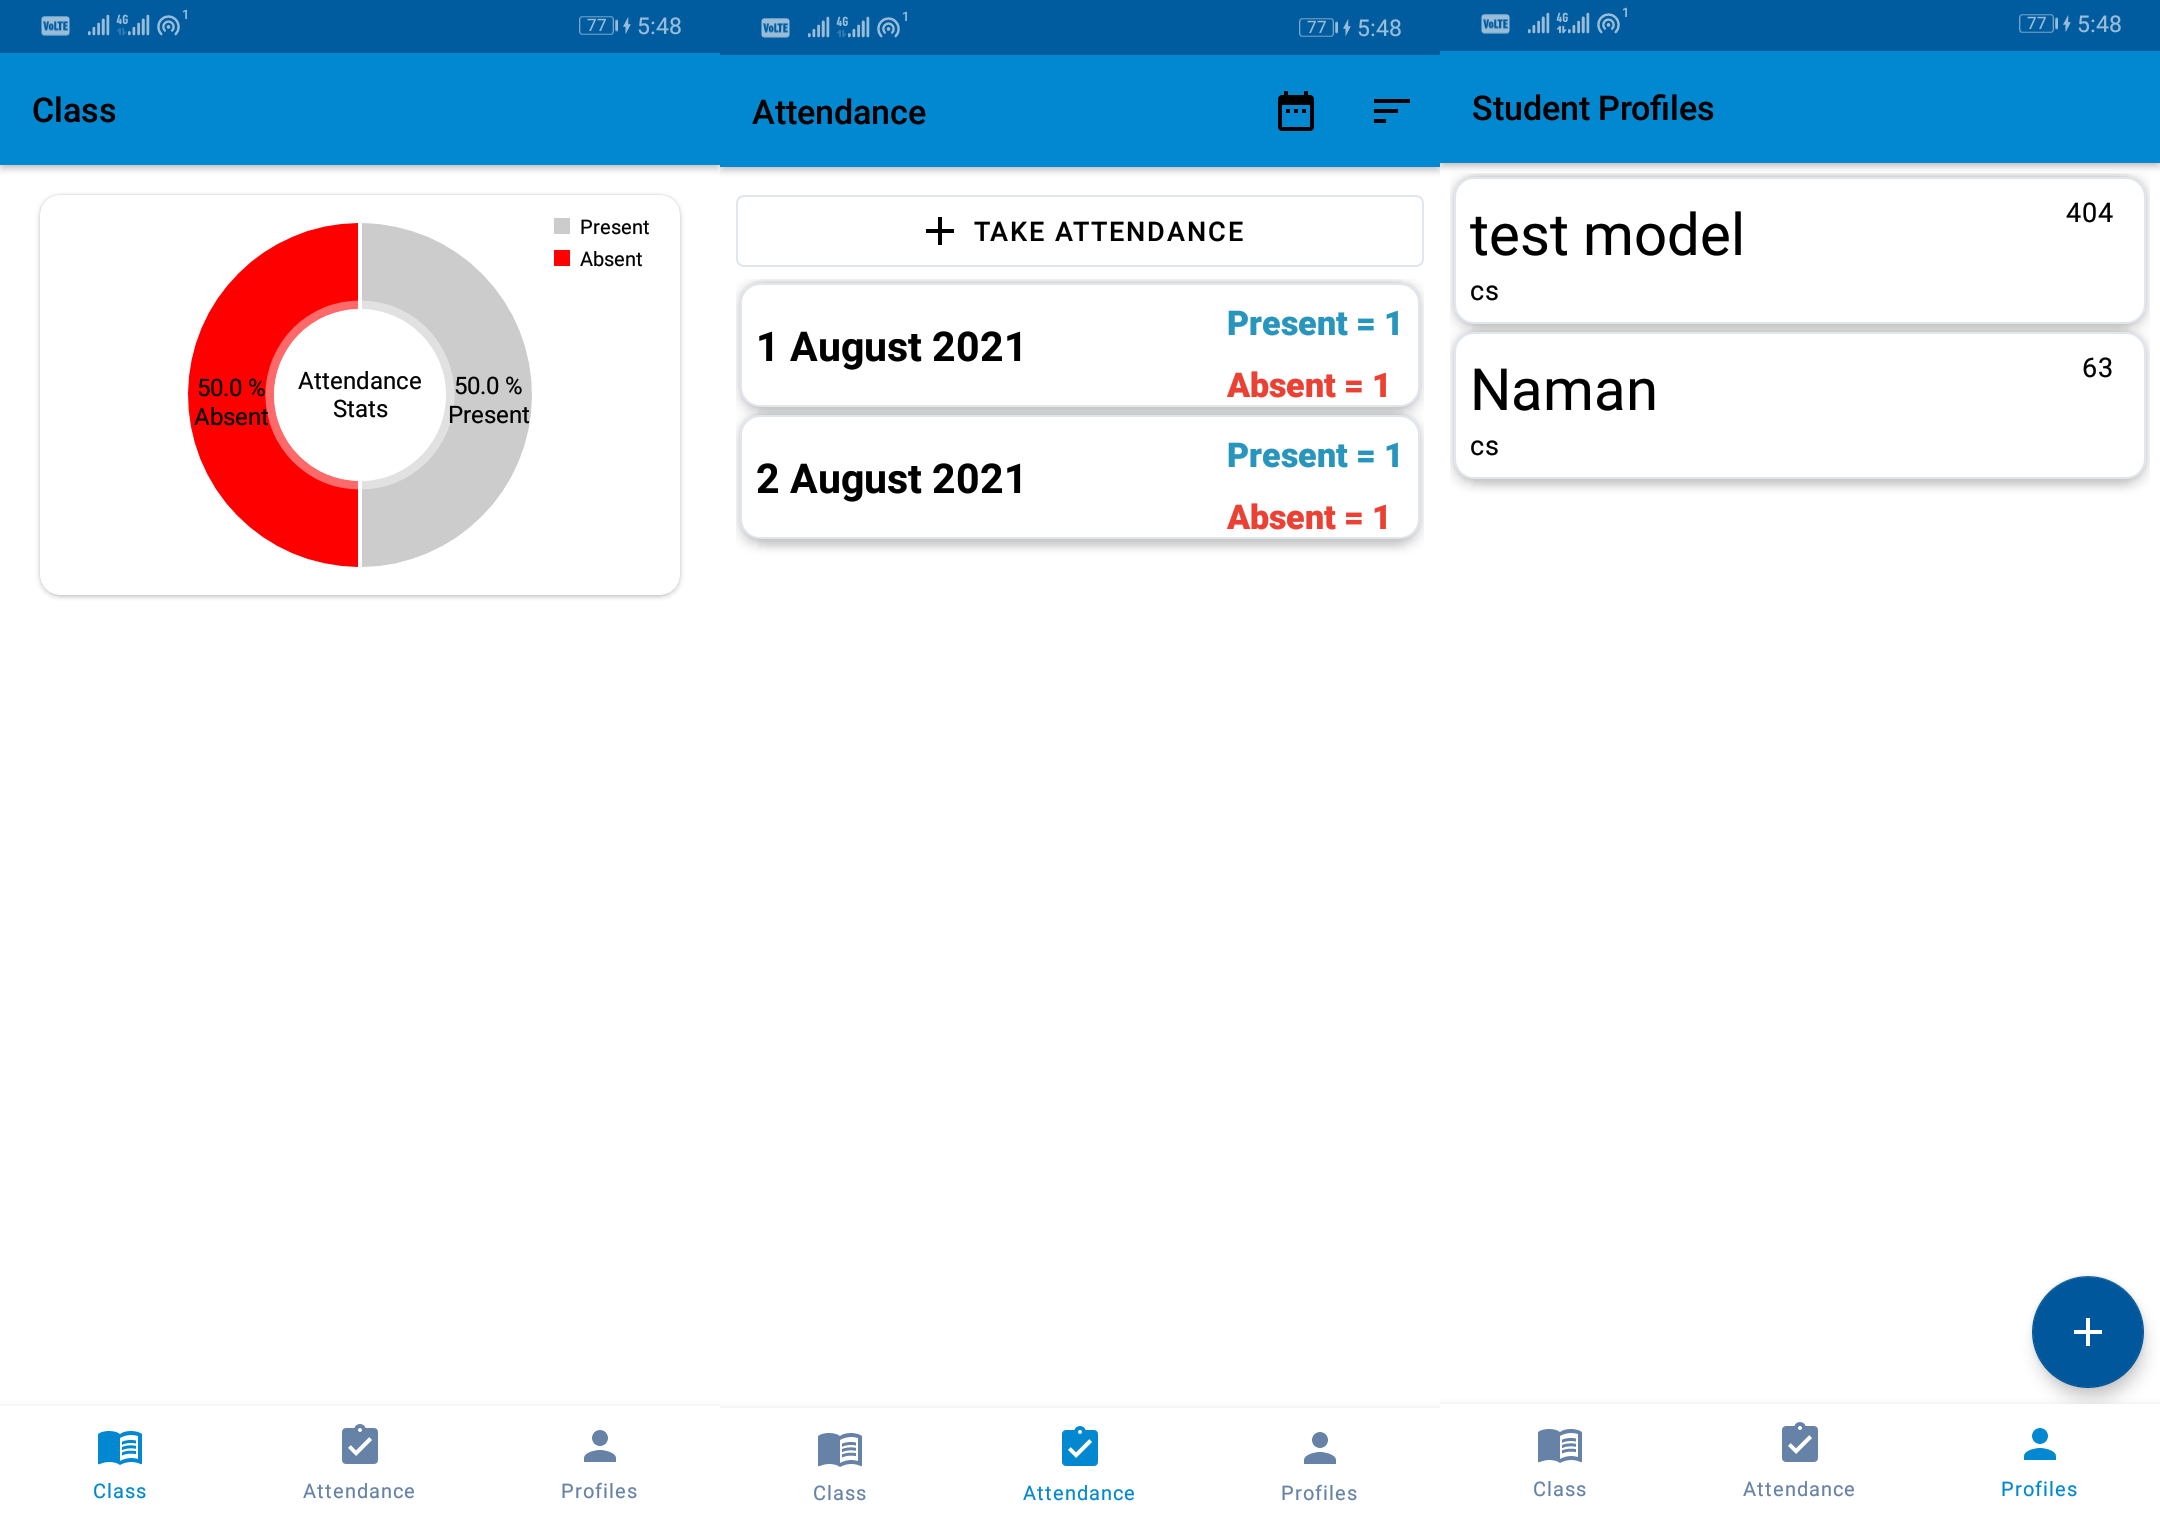 VoLTE 4G 1 77 5:48
Class
Present
Absent
50.0 %
Absent
Attendance
Stats
50.0 %
Present
Class Attendance Profiles
VoLTE 4G 1 77 5:48
Attendance
+ TAKE ATTENDANCE
1 August 2021
Present = 1
Absent = 1
2 August 2021
Present = 1
Absent = 1
Class Attendance Profiles
VoLTE 4G 1 77 5:48
Student Profiles
test model 404
cs
Naman 63
cs
+
Class Attendance Profiles